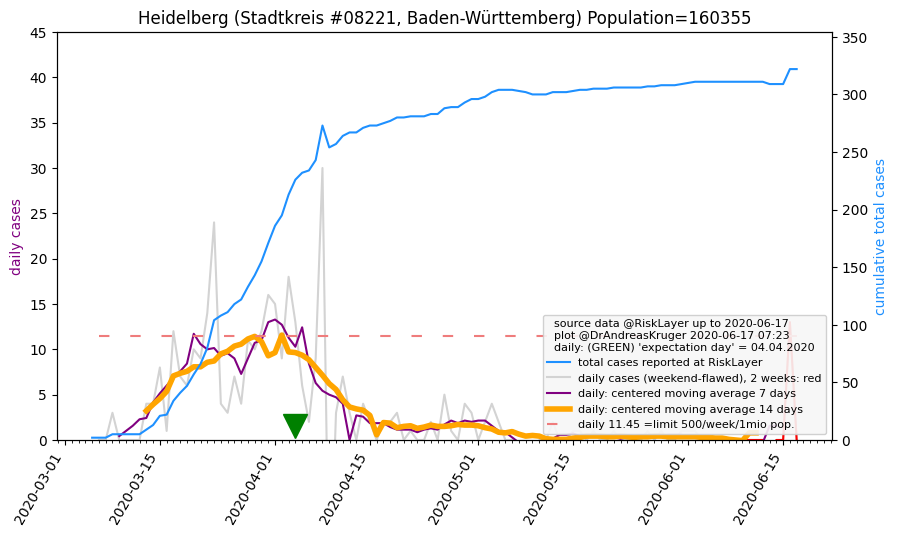 Heidelberg (Stadtkreis #08221, Baden-Württemberg) Population=160355
45
40
35
30
25
20
15
10
5
0
daily cases
350
300
250
200
150
100
50
0
cumulative total cases
source data @RiskLayer up to 2020-06-17
plot @DrAndreasKruger 2020-06-17 07:23
daily: (GREEN) 'expectation day' = 04.04.2020
total cases reported at RiskLayer
daily cases (weekend-flawed), 2 weeks: red
daily: centered moving average 7 days
daily: centered moving average 14 days
daily 11.45 =limit 500/week/1mio pop.
2020-03-01
2020-03-15
2020-04-01
2020-04-15
2020-05-01
2020-05-15
2020-06-01
2020-06-15